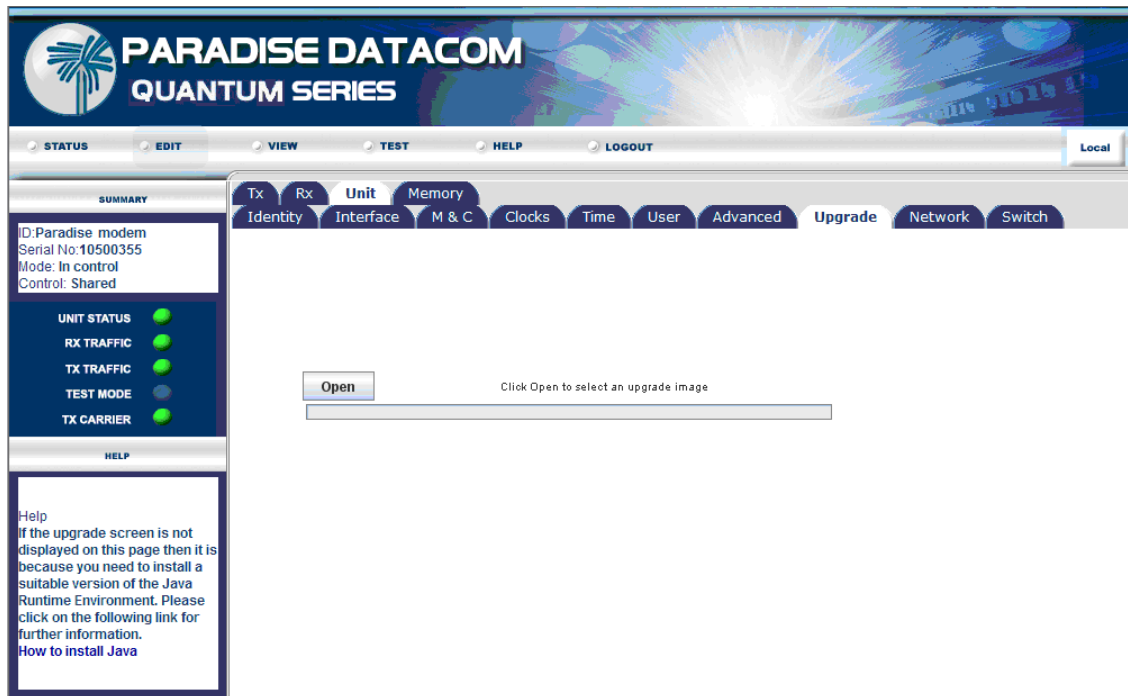 PARADISE DATACOM
QUANTUM SERIES
STATUS EDIT VIEW TEST HELP LOGOUT Local
SUMMARY
ID:Paradise modem
Serial No:10500355
Mode: In control
Control: Shared
UNIT STATUS
RX TRAFFIC
TX TRAFFIC
TEST MODE
TX CARRIER
HELP
Help
If the upgrade screen is not
displayed on this page then it is
because you need to install a
suitable version of the Java
Runtime Environment. Please
click on the following link for
further information.
How to install Java
Tx Rx Unit Memory
Identity Interface M & C Clocks Time User Advanced Upgrade Network Switch
Open Click Open to select an upgrade image